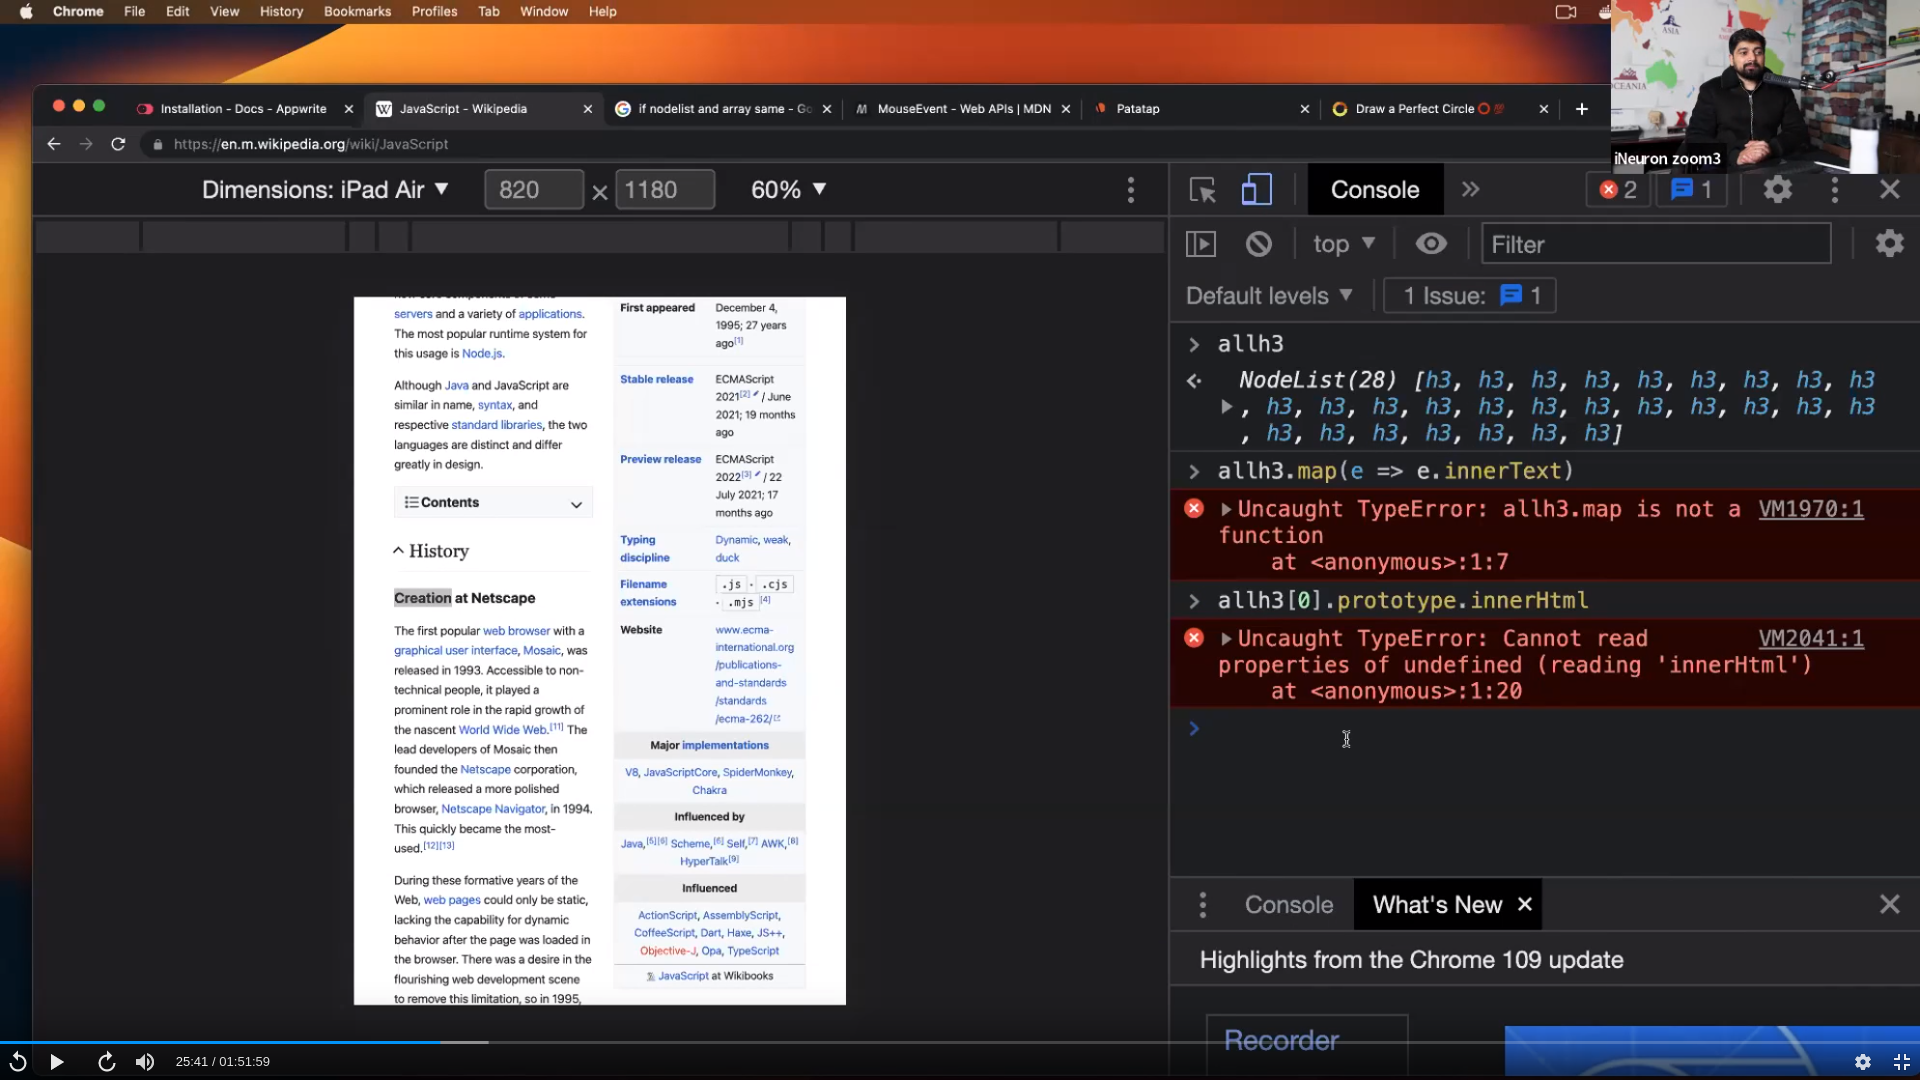 Chrome File Edit View History Bookmarks Profiles Tab Window Help
ASIA
OCEANIA
iNeuron zoom3
Installation - Docs - Appwrite
JavaScript - Wikipedia
if nodelist and array same - Go
MouseEvent - Web APIs | MDN
Patatap
Draw a Perfect Circle ⭕ 💯
https://en.m.wikipedia.org/wiki/JavaScript
Dimensions: iPad Air ▼ 820 × 1180 60% ▼
servers and a variety of applications.
The most popular runtime system for
this usage is Node.js.
Although Java and JavaScript are
similar in name, syntax, and
respective standard libraries, the two
languages are distinct and differ
greatly in design.
Contents
History
Creation at Netscape
The first popular web browser with a
graphical user interface, Mosaic, was
released in 1993. Accessible to non-
technical people, it played a
prominent role in the rapid growth of
the nascent World Wide Web.[11] The
lead developers of Mosaic then
founded the Netscape corporation,
which released a more polished
browser, Netscape Navigator, in 1994.
This quickly became the most-
used.[12][13]
During these formative years of the
Web, web pages could only be static,
lacking the capability for dynamic
behavior after the page was loaded in
the browser. There was a desire in the
flourishing web development scene
to remove this limitation, so in 1995,
First appeared December 4,
1995; 27 years
ago[1]
Stable release ECMAScript
2021[2] / June
2021; 19 months
ago
Preview release ECMAScript
2022[3] / 22
July 2021; 17
months ago
Typing Dynamic, weak,
discipline duck
Filename .js · .cjs
extensions · .mjs [4]
Website www.ecma-
international.org
/publications-
and-standards
/standards
/ecma-262/
Major implementations
V8, JavaScriptCore, SpiderMonkey,
Chakra
Influenced by
Java,[5][6] Scheme,[6] Self,[7] AWK,[8]
HyperTalk[9]
Influenced
ActionScript, AssemblyScript,
CoffeeScript, Dart, Haxe, JS++,
Objective-J, Opa, TypeScript
JavaScript at Wikibooks
Console » 2 1
top ▼ Filter
Default levels ▼ 1 Issue: 1
> allh3
NodeList(28) [h3, h3, h3, h3, h3, h3, h3, h3, h3
, h3, h3, h3, h3, h3, h3, h3, h3, h3, h3, h3, h3
, h3, h3, h3, h3, h3, h3, h3]
> allh3.map(e => e.innerText)
Uncaught TypeError: allh3.map is not a VM1970:1
function
at <anonymous>:1:7
> allh3[0].prototype.innerHtml
Uncaught TypeError: Cannot read VM2041:1
properties of undefined (reading 'innerHtml')
at <anonymous>:1:20
>
Console What's New
Highlights from the Chrome 109 update
Recorder
25:41 / 01:51:59